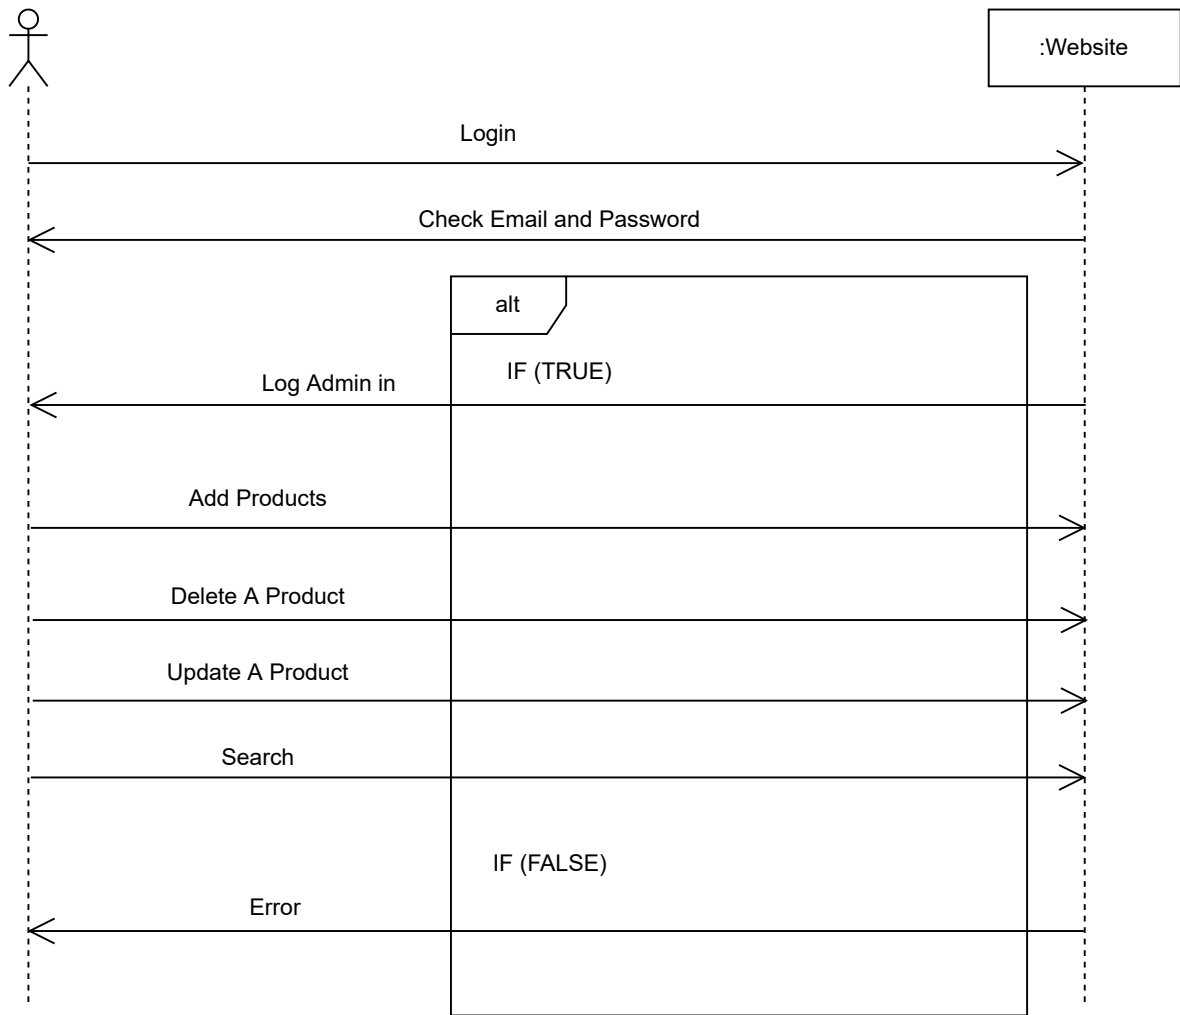 :Website
Login
Check Email and Password
alt
IF (TRUE)
Log Admin in
Add Products
Delete A Product
Update A Product
Search
IF (FALSE)
Error